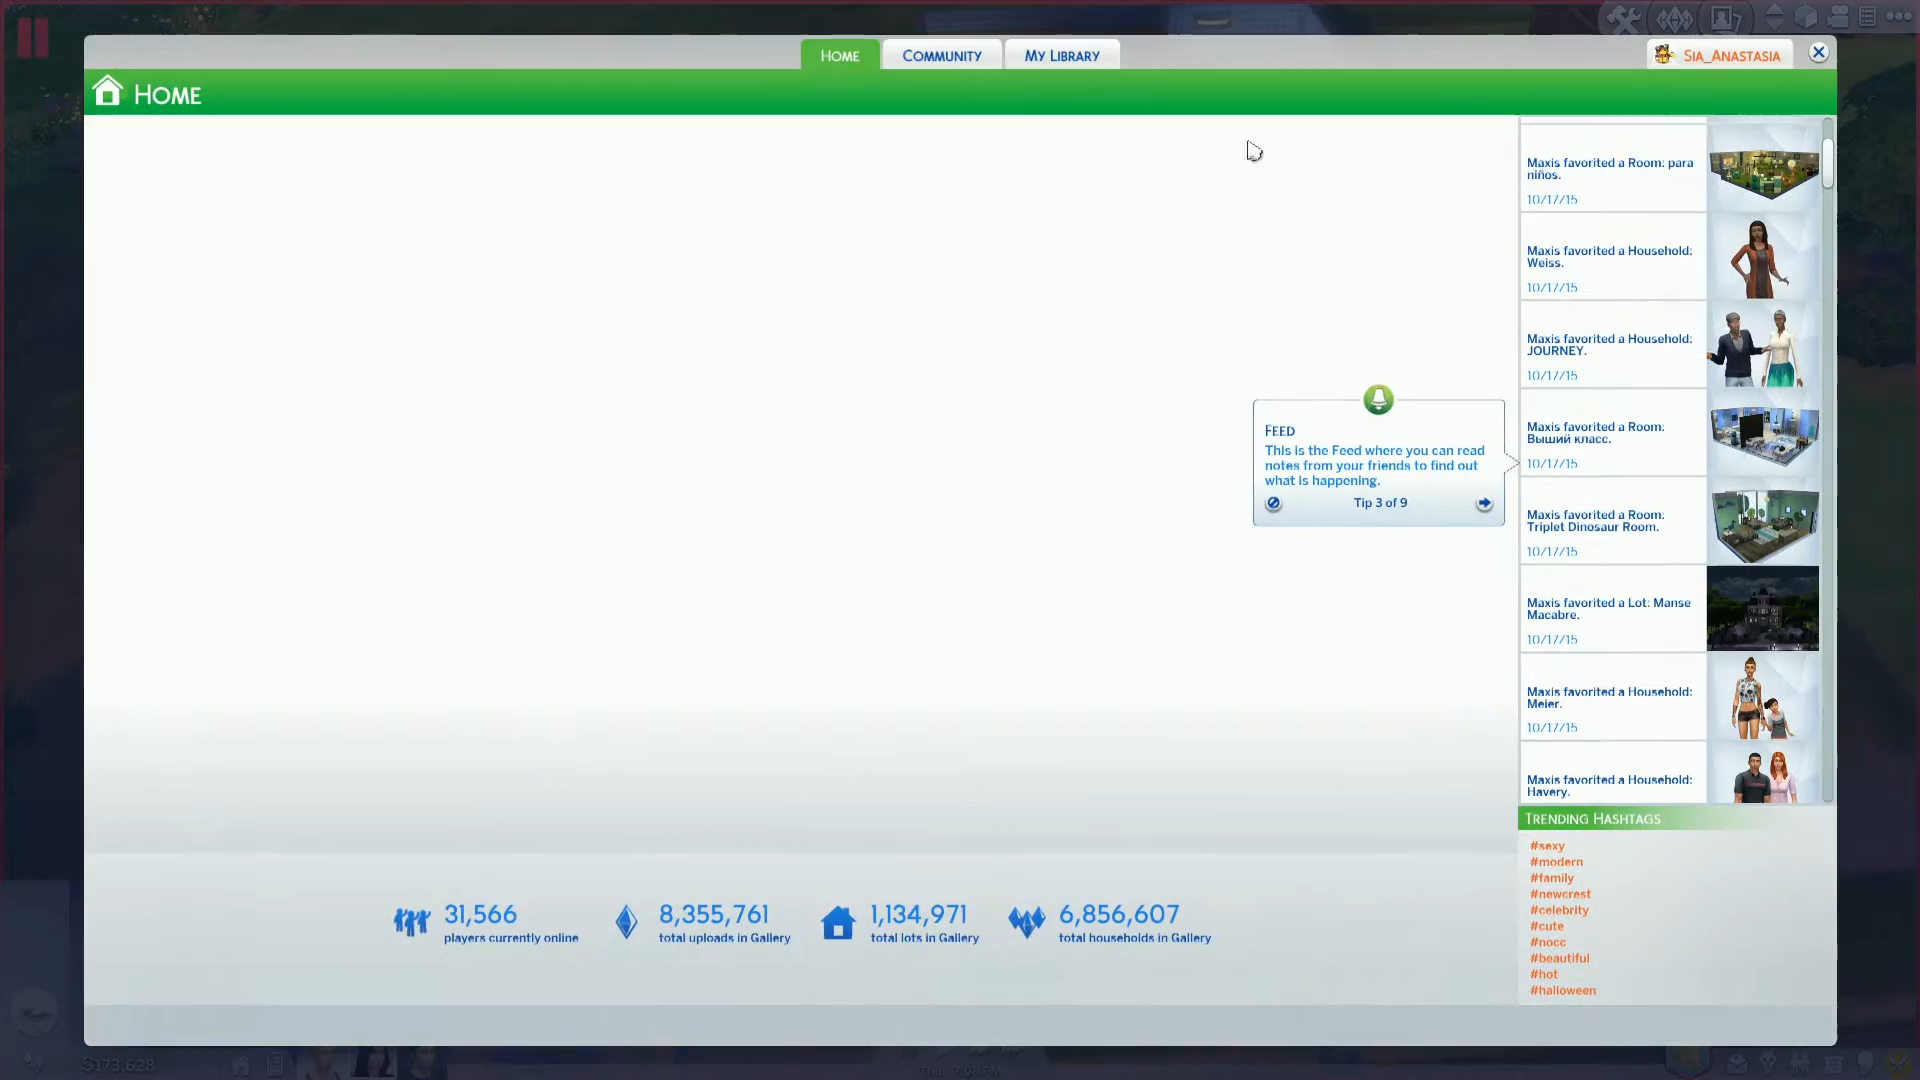 HOME
COMMUNITY
MY LIBRARY
SIA_ANASTASIA
HOME
Maxis favorited a Room: para
niños.
10/17/15
Maxis favorited a Household:
Weiss.
10/17/15
Maxis favorited a Household:
JOURNEY.
10/17/15
Maxis favorited a Room:
Выший класс.
10/17/15
Maxis favorited a Room:
Triplet Dinosaur Room.
10/17/15
Maxis favorited a Lot: Manse
Macabre.
10/17/15
Maxis favorited a Household:
Meier.
10/17/15
Maxis favorited a Household:
Havery.
FEED
This is the Feed where you can read
notes from your friends to find out
what is happening.
Tip 3 of 9
TRENDING HASHTAGS
#sexy
#modern
#family
#newcrest
#celebrity
#cute
#nocc
#beautiful
#hot
#halloween
31,566
players currently online
8,355,761
total uploads in Gallery
1,134,971
total lots in Gallery
6,856,607
total households in Gallery
§173,628